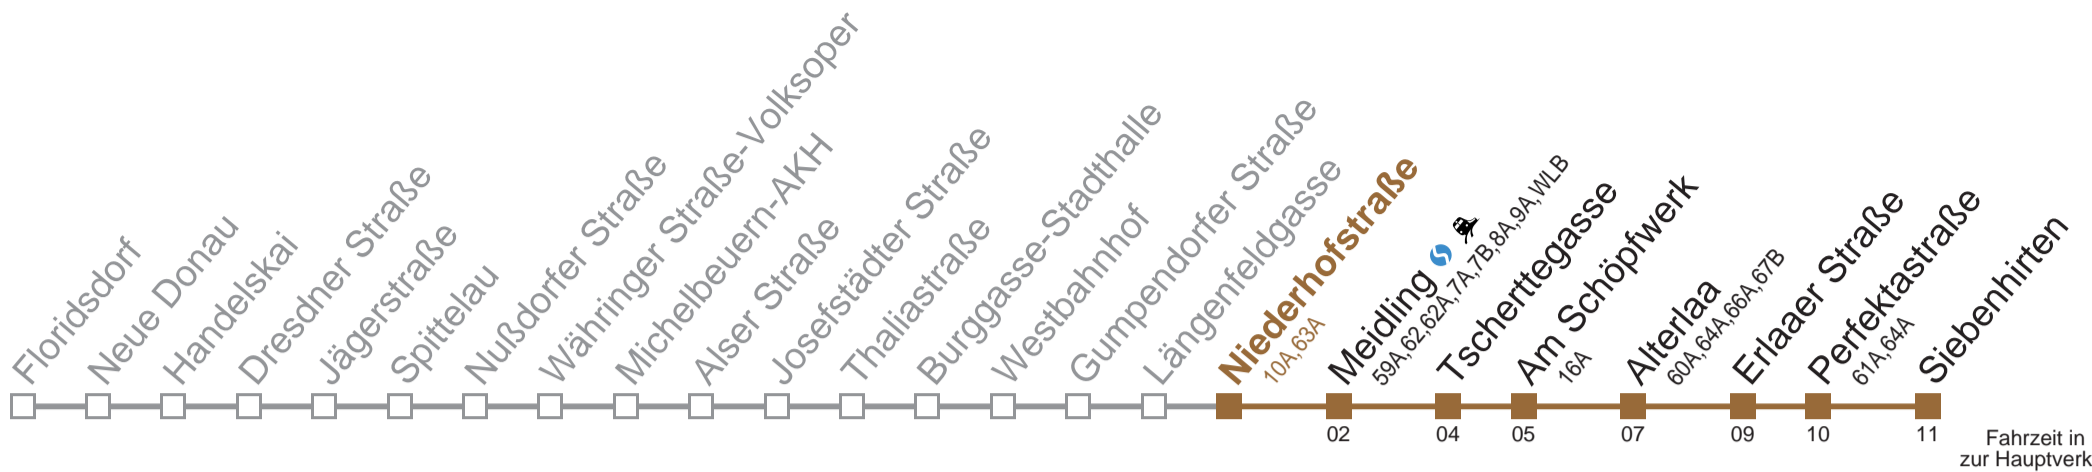 Floridsdorf
Neue Donau
Handelskai
Dresdner Straße
Jägerstraße
Spittelau
Nußdorfer Straße
Währinger Straße-Volksoper
Michelbeuern-AKH
Alser Straße
Josefstädter Straße
Thaliastraße
Burggasse-Stadthalle
Westbahnhof
Gumpendorfer Straße
Längenfeldgasse
Niederhofstraße
10A,63A
Meidling
59A,62,62A,7A,7B,8A,9A,WLB
Tscherttegasse
Am Schöpfwerk
16A
Alterlaa
60A,64A,66A,67B
Erlaaer Straße
Perfektastraße
61A,64A
Siebenhirten
02 04 05 07 09 10 11
Fahrzeit in
zur Hauptverk